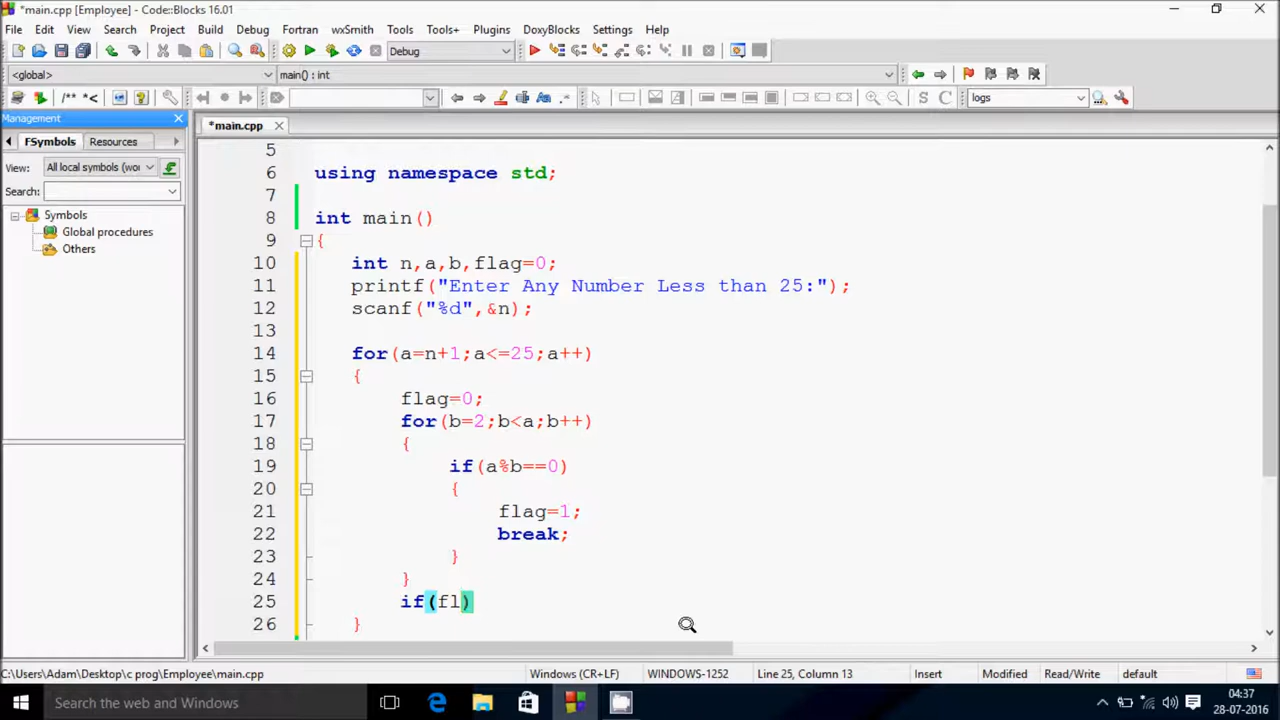 *main.cpp [Employee] - Code::Blocks 16.01
File Edit View Search Project Build Debug Fortran wxSmith Tools Tools+ Plugins DoxyBlocks Settings Help
Debug
<global> main() : int
/** *< Aa .* S C logs
Management
*main.cpp
FSymbols Resources
View: All local symbols (wor
Search:
Symbols
Global procedures
Others
5
6 using namespace std;
7
8 int main()
9 {
10 int n,a,b,flag=0;
11 printf("Enter Any Number Less than 25:");
12 scanf("%d",&n);
13
14 for(a=n+1;a<=25;a++)
15 {
16 flag=0;
17 for(b=2;b<a;b++)
18 {
19 if(a%b==0)
20 {
21 flag=1;
22 break;
23 }
24 }
25 if(fl)
26 }
C:\Users\Adam\Desktop\c prog\Employee\main.cpp Windows (CR+LF) WINDOWS-1252 Line 25, Column 13 Insert Modified Read/Write default
Search the web and Windows
04:37
28-07-2016